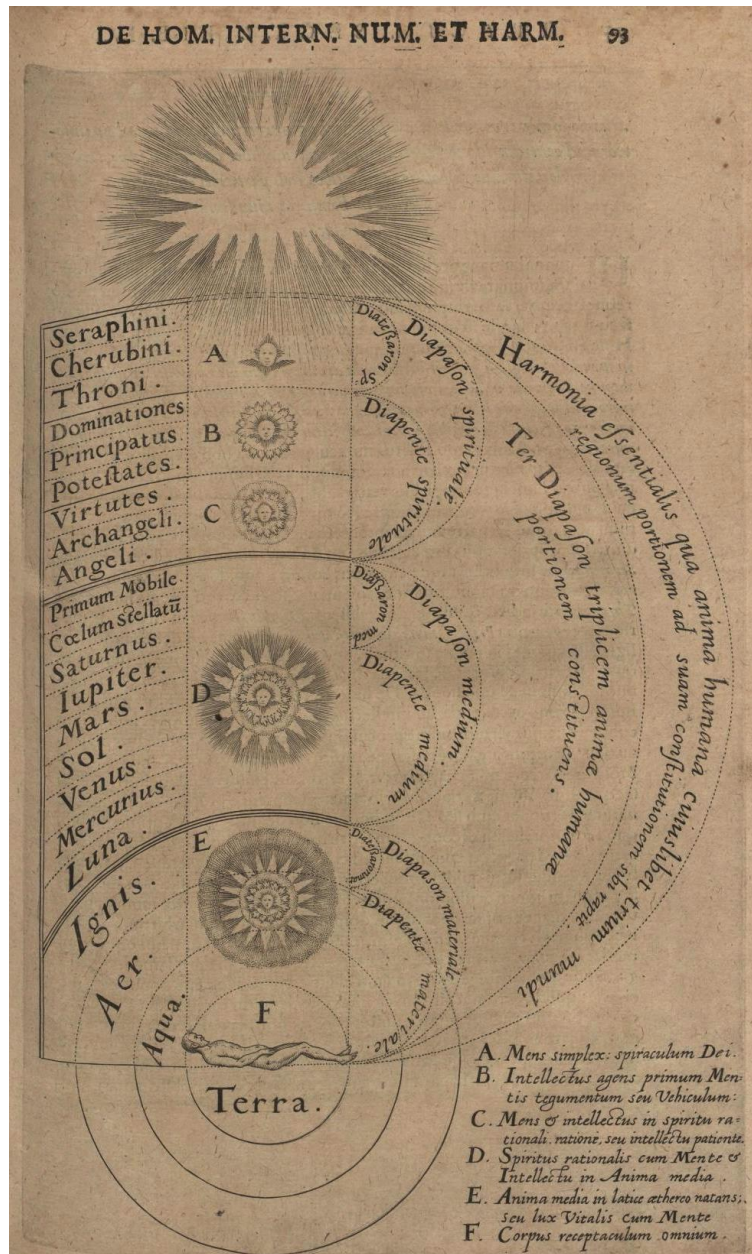 DE HOM. INTERN. NUM. ET HARM. 93
Seraphini.
Cherubini.
Throni.
Dominationes
Principatus
Poteſtates.
Virtutes.
Archangeli.
Angeli.
Primum Mobile
Cœlum stellatū
Saturnus.
Iupiter.
Mars.
Sol.
Venus.
Mercurius.
Luna.
Ignis.
Aer.
Aqua.
Terra.
A
B
C
D
E
F
Diateſsaron sp.
Diapaſon spirituale.
Diapente spirituale
Diapaſon medium.
Diapente medium.
Diapason materiale
Diapente materiale.
Harmonia eſsentialis qua anima humana cuiuslibet trium mundi
regionum portionem ad suam conſtitutionem sibi rapit.
Ter Diapaſon triplicem animæ humanæ
portionem constituens.
A. Mens simplex: spiraculum Dei.
B. Intellectus agens primum Men-
tis tegumentum seu Vehiculum:
C. Mens & intellectus in spiritu ra=
tionali, ratione, seu intellectu patiente.
D. Spiritus rationalis cum Mente &
Intellectu in Anima media.
E. Anima media in latice æthereo natans;
seu lux Vitalis cum Mente
F. Corpus receptaculum omnium.